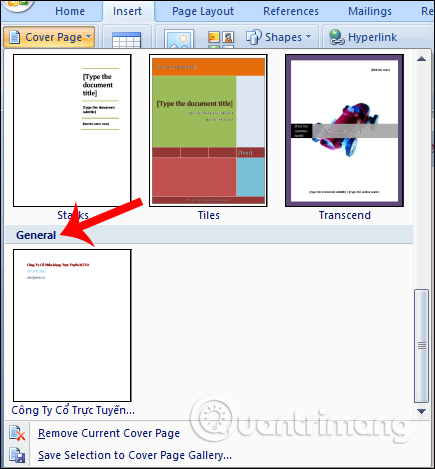 Home Insert Page Layout References Mailings
Cover Page Shapes Hyperlink
[Type the document title]
[Type the document subtitle]
[Type the document title]
[Year]
Stacks Tiles Transcend
General
Công Ty Cổ Phần Mạng Trực Tuyến META
Công Ty Cổ Trực Tuyến...
Quantrimang
Remove Current Cover Page
Save Selection to Cover Page Gallery...